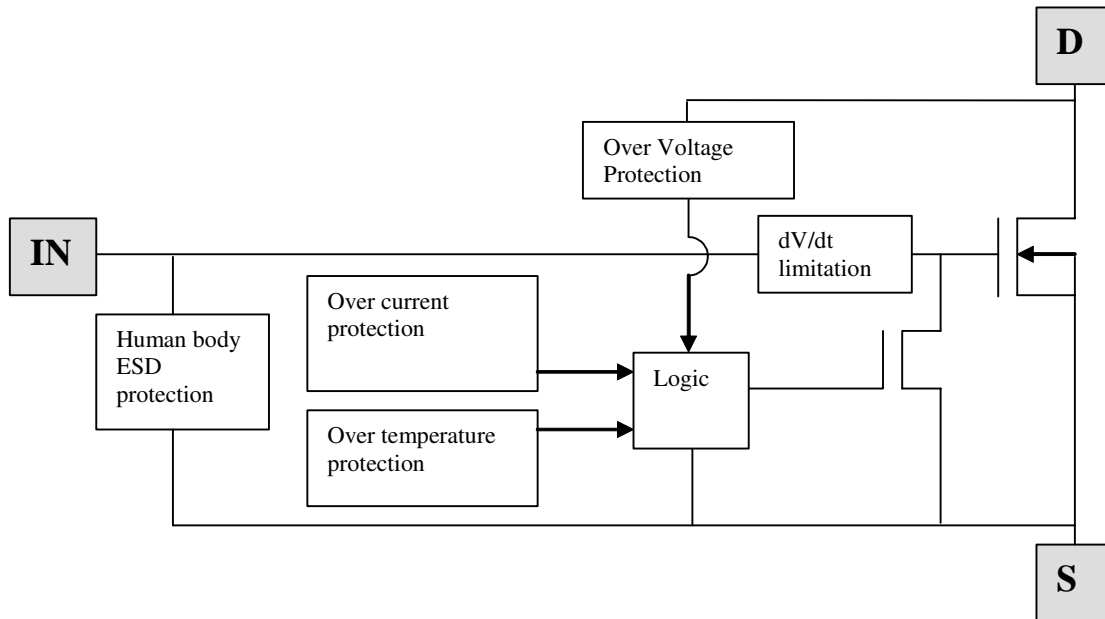 D
Over Voltage
Protection
IN
dV/dt
limitation
Over current
protection
Human body
ESD
protection
Logic
Over temperature
protection
S